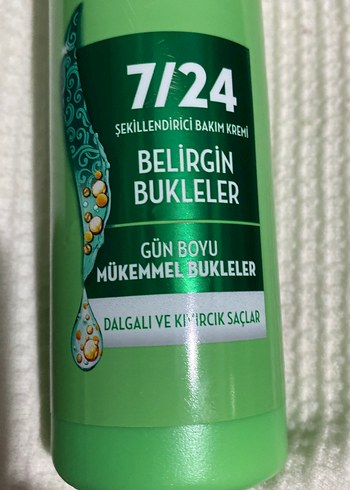 7/24
ŞEKİLLENDİRİCİ BAKIM KREMİ
BELİRGİN
BUKLELER
GÜN BOYU
MÜKEMMEL BUKLELER
DALGALI VE KIVIRCIK SAÇLAR